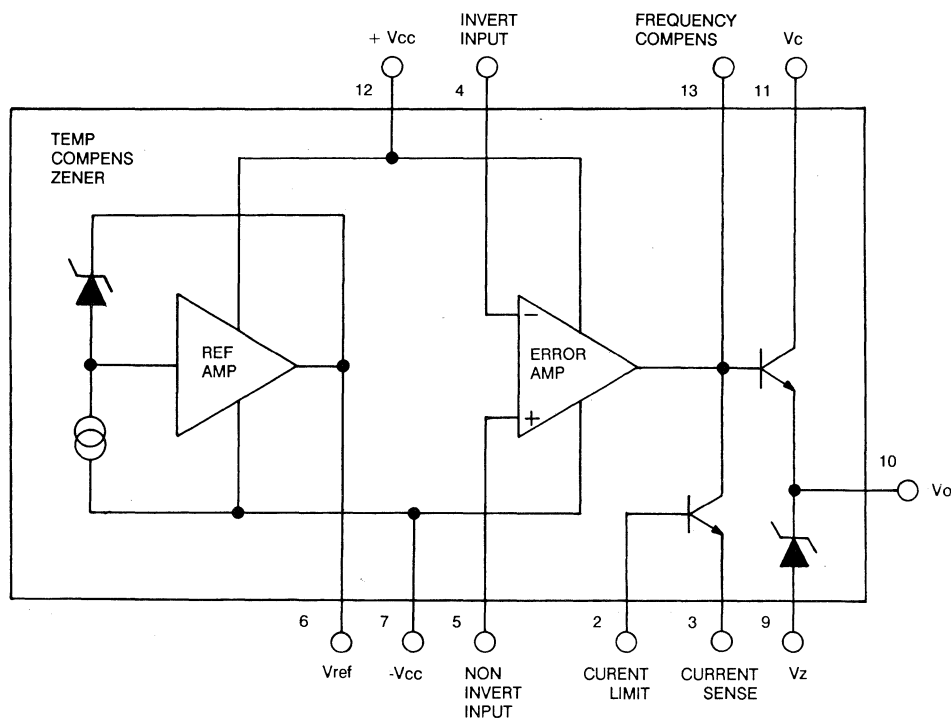 INVERT
INPUT
FREQUENCY
COMPENS
+ Vcc
Vc
12
4
13
11
TEMP
COMPENS
ZENER
REF
AMP
−
ERROR
AMP
+
10
Vo
6
7
5
2
3
9
Vref
-Vcc
NON
INVERT
INPUT
CURENT
LIMIT
CURRENT
SENSE
Vz